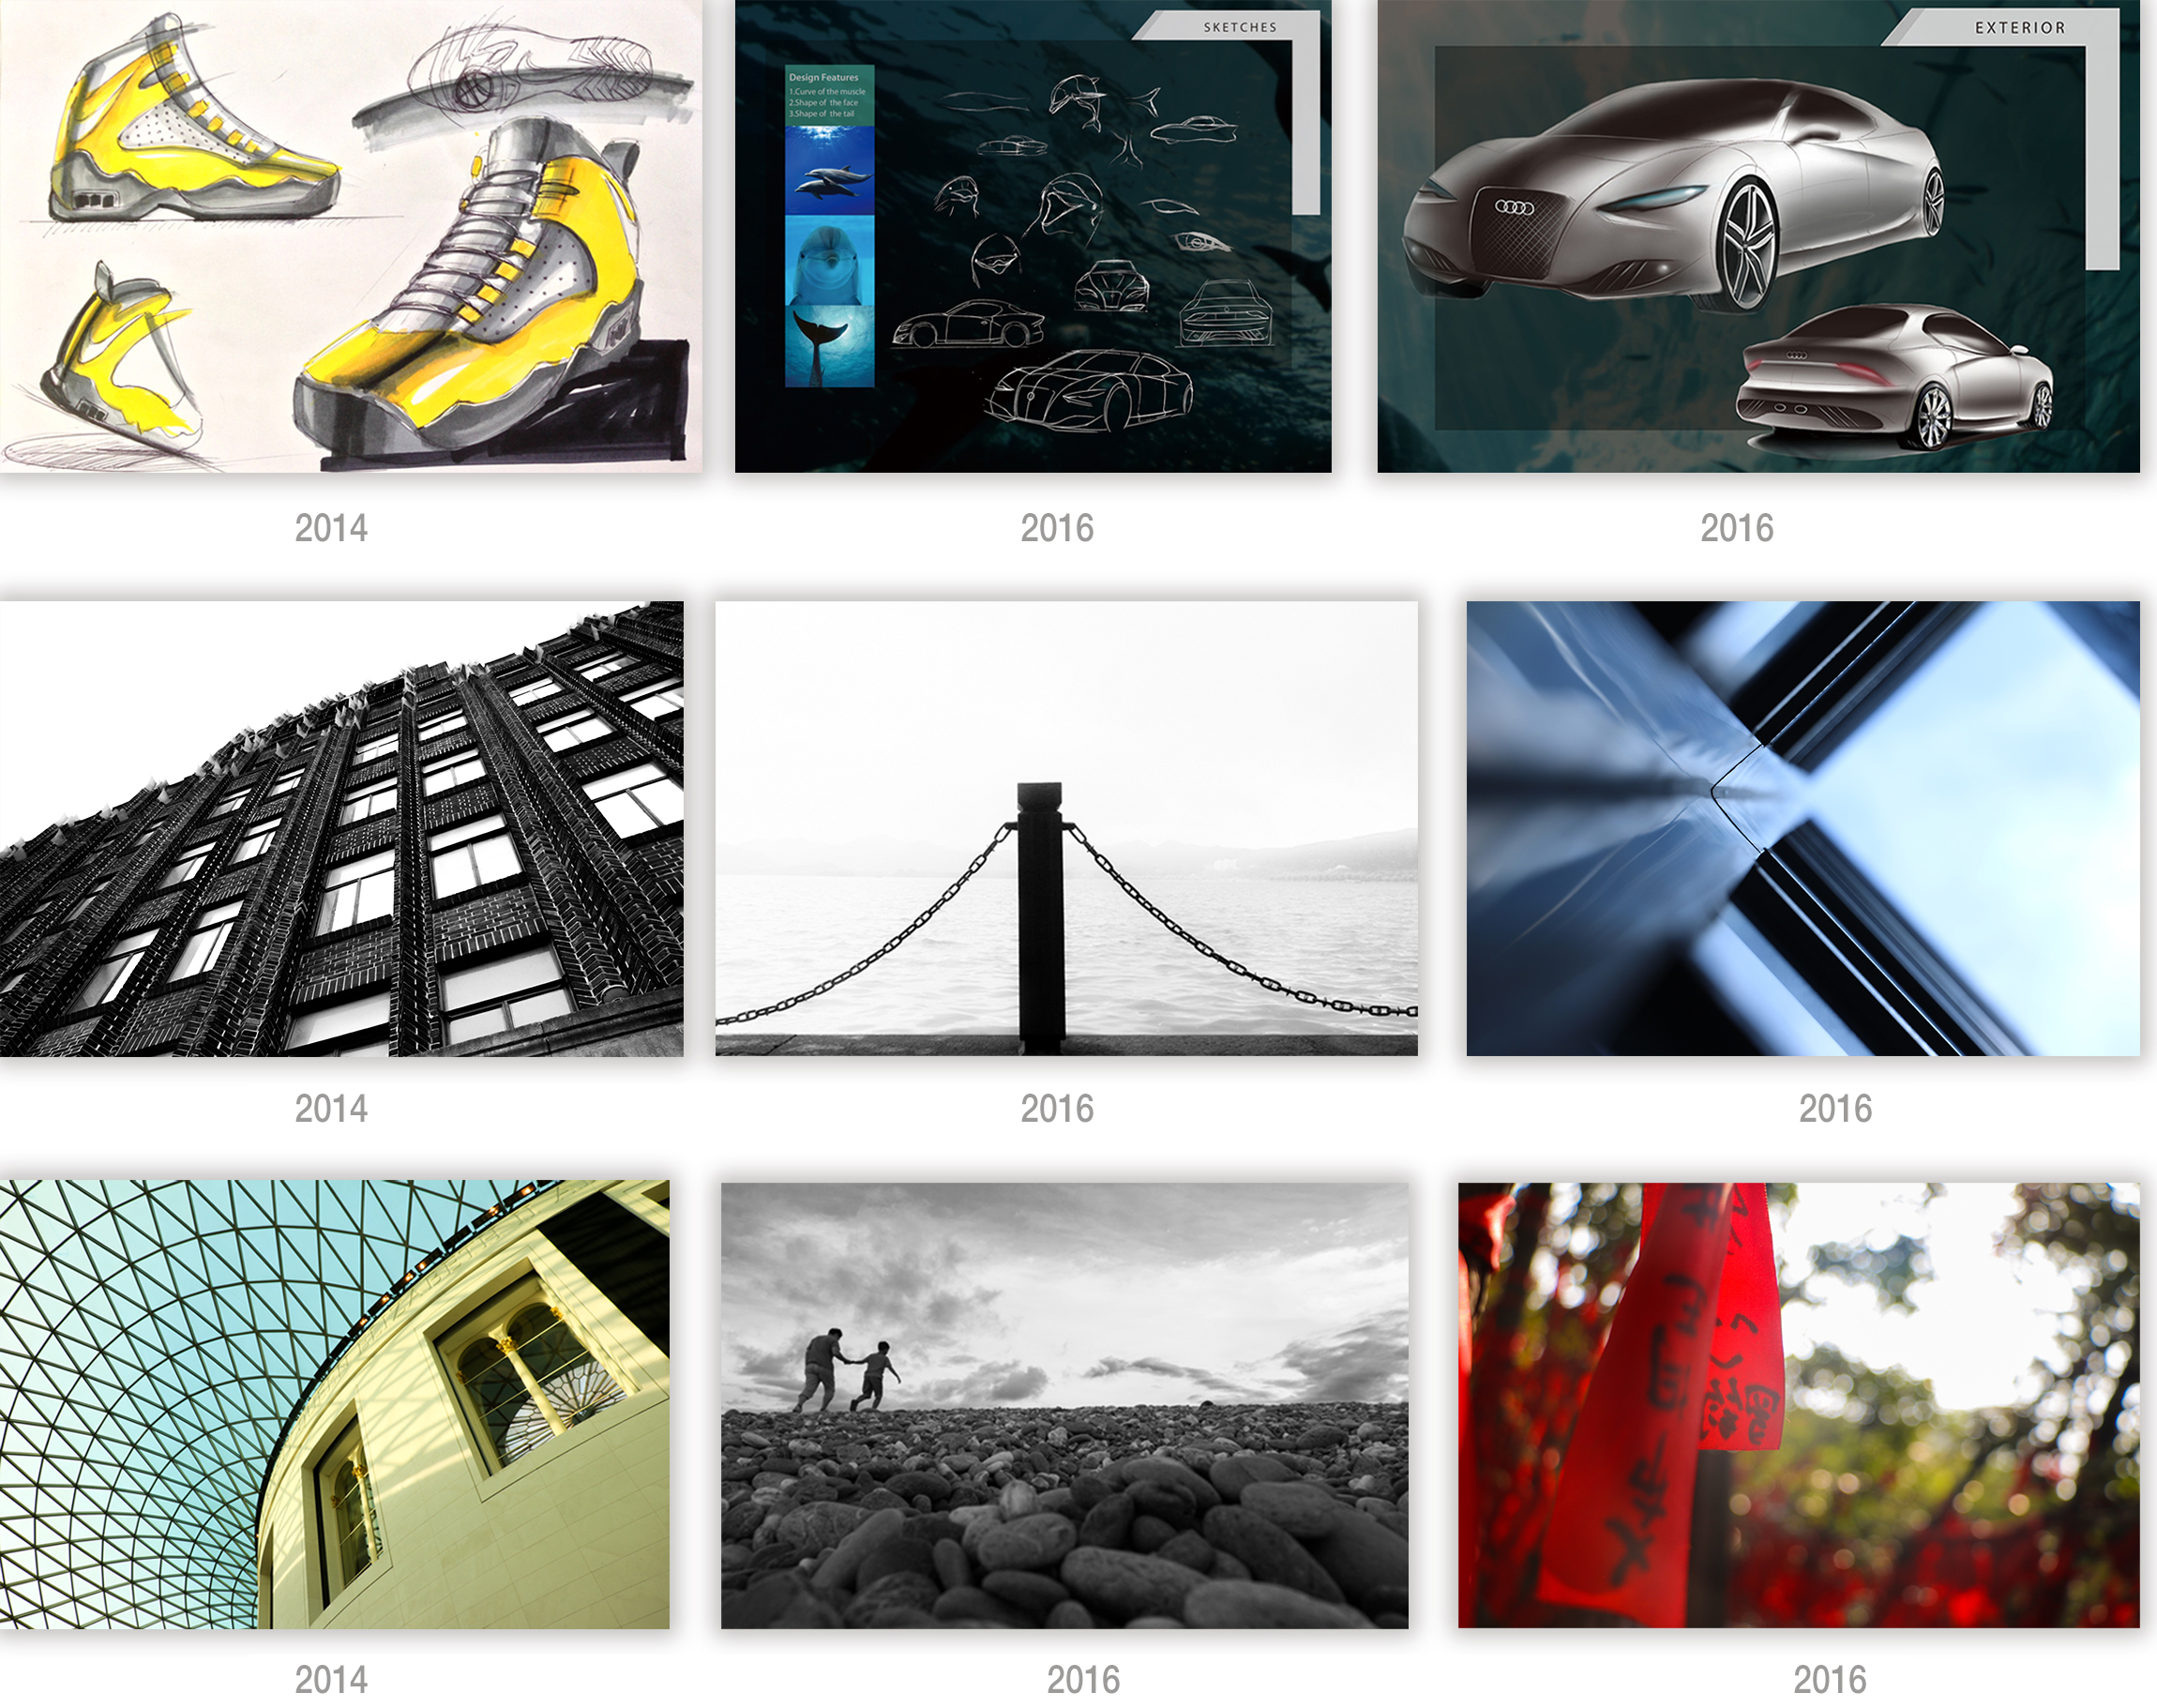 SKETCHES
EXTERIOR
Design Features
1.Curve of the muscle
2.Shape of the face
3.Shape of the tail
2014
2016
2016
2014
2016
2016
2014
2016
2016